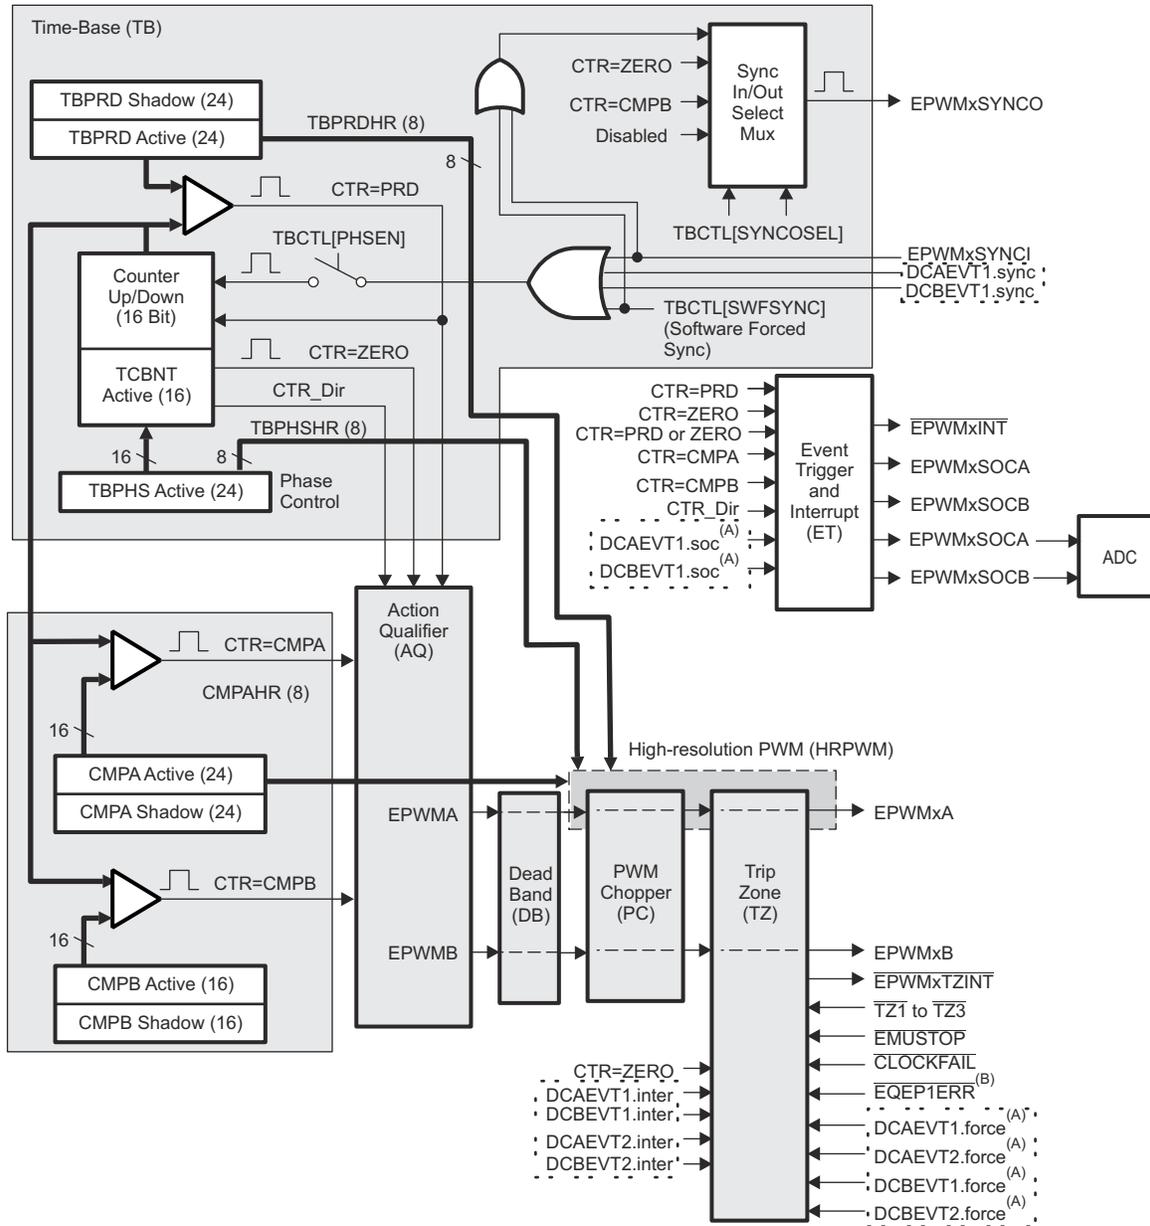 Time-Base (TB)
TBPRD Shadow (24)
TBPRD Active (24)
TBPRDHR (8)
8
CTR=PRD
TBCTL[PHSEN]
Counter
Up/Down
(16 Bit)
TCBNT
Active (16)
CTR=ZERO
CTR_Dir
TBPHSHR (8)
16
8
TBPHS Active (24)
Phase
Control
CTR=ZERO
CTR=CMPB
Disabled
Sync
In/Out
Select
Mux
EPWMxSYNCO
TBCTL[SYNCOSEL]
EPWMxSYNCI
DCAEVT1.sync
DCBEVT1.sync
TBCTL[SWFSYNC]
(Software Forced
Sync)
CTR=PRD
CTR=ZERO
CTR=PRD or ZERO
CTR=CMPA
CTR=CMPB
CTR_Dir
DCAEVT1.soc(A)
DCBEVT1.soc(A)
Event
Trigger
and
Interrupt
(ET)
EPWMxINT
EPWMxSOCA
EPWMxSOCB
EPWMxSOCA
EPWMxSOCB
ADC
Action
Qualifier
(AQ)
CTR=CMPA
CMPAHR (8)
16
CMPA Active (24)
CMPA Shadow (24)
CTR=CMPB
16
CMPB Active (16)
CMPB Shadow (16)
High-resolution PWM (HRPWM)
EPWMA
EPWMB
Dead
Band
(DB)
PWM
Chopper
(PC)
Trip
Zone
(TZ)
EPWMxA
EPWMxB
EPWMxTZINT
TZ1 to TZ3
EMUSTOP
CLOCKFAIL
EQEP1ERR(B)
DCAEVT1.force(A)
DCAEVT2.force(A)
DCBEVT1.force(A)
DCBEVT2.force(A)
CTR=ZERO
DCAEVT1.inter
DCBEVT1.inter
DCAEVT2.inter
DCBEVT2.inter